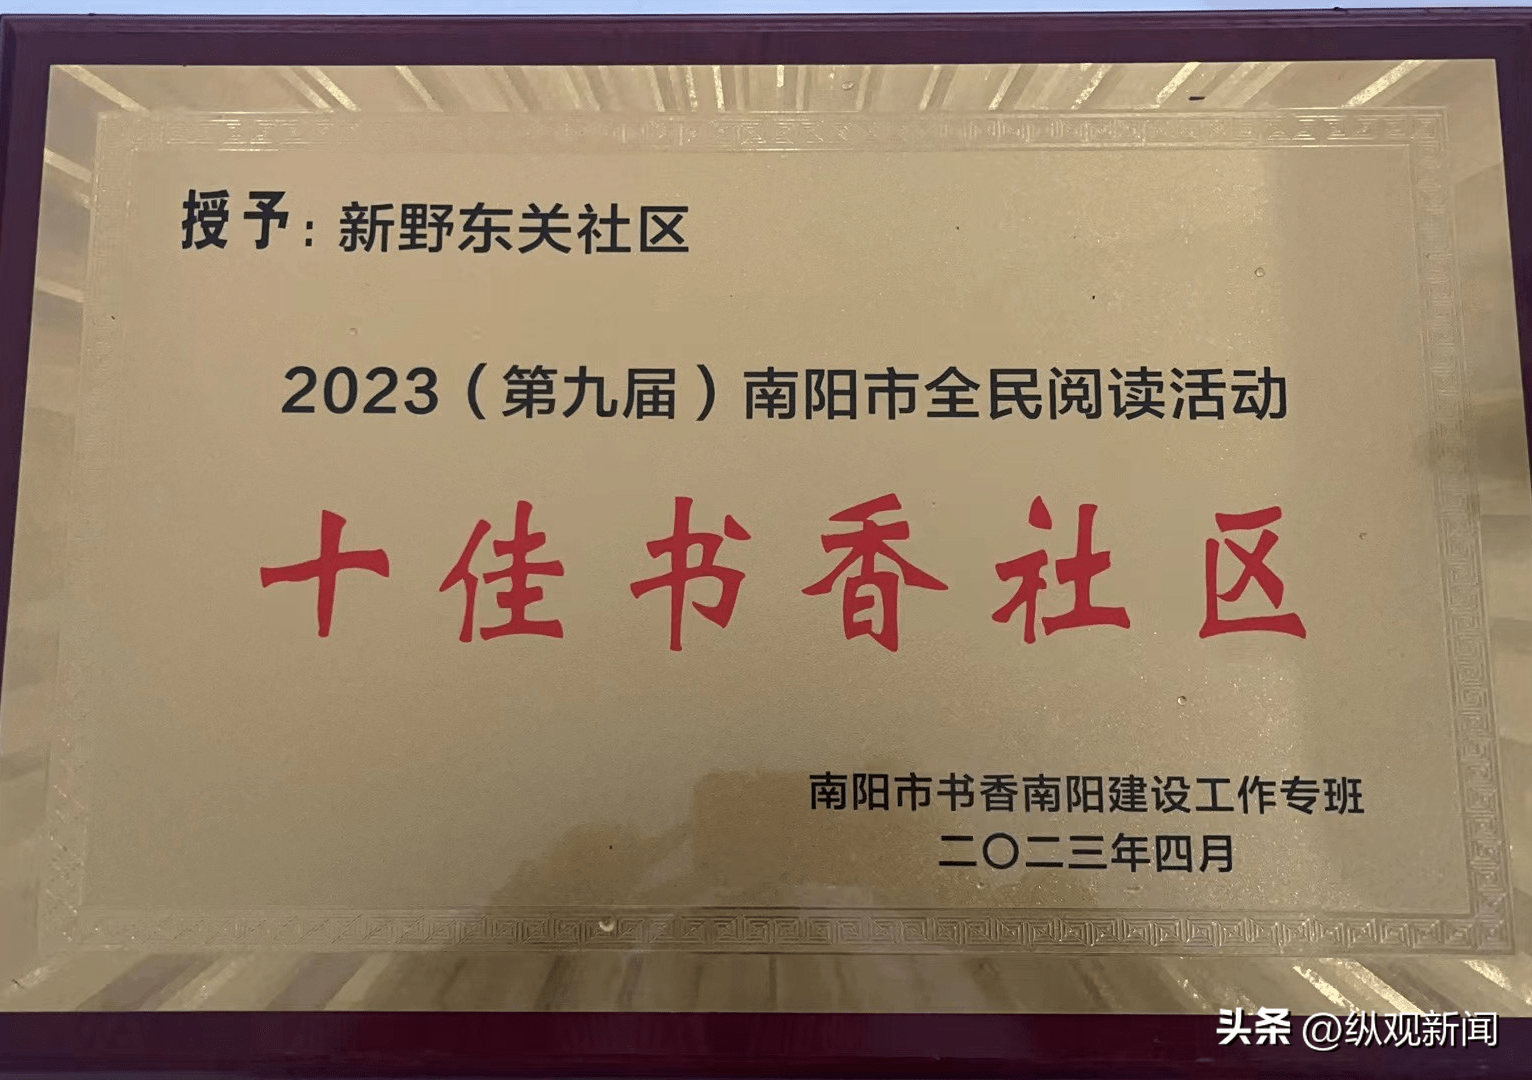 授予：新野东关社区
2023（第九届）南阳市全民阅读活动
十佳书香社区
南阳市书香南阳建设工作专班
二〇二三年四月
头条 @纵观新闻